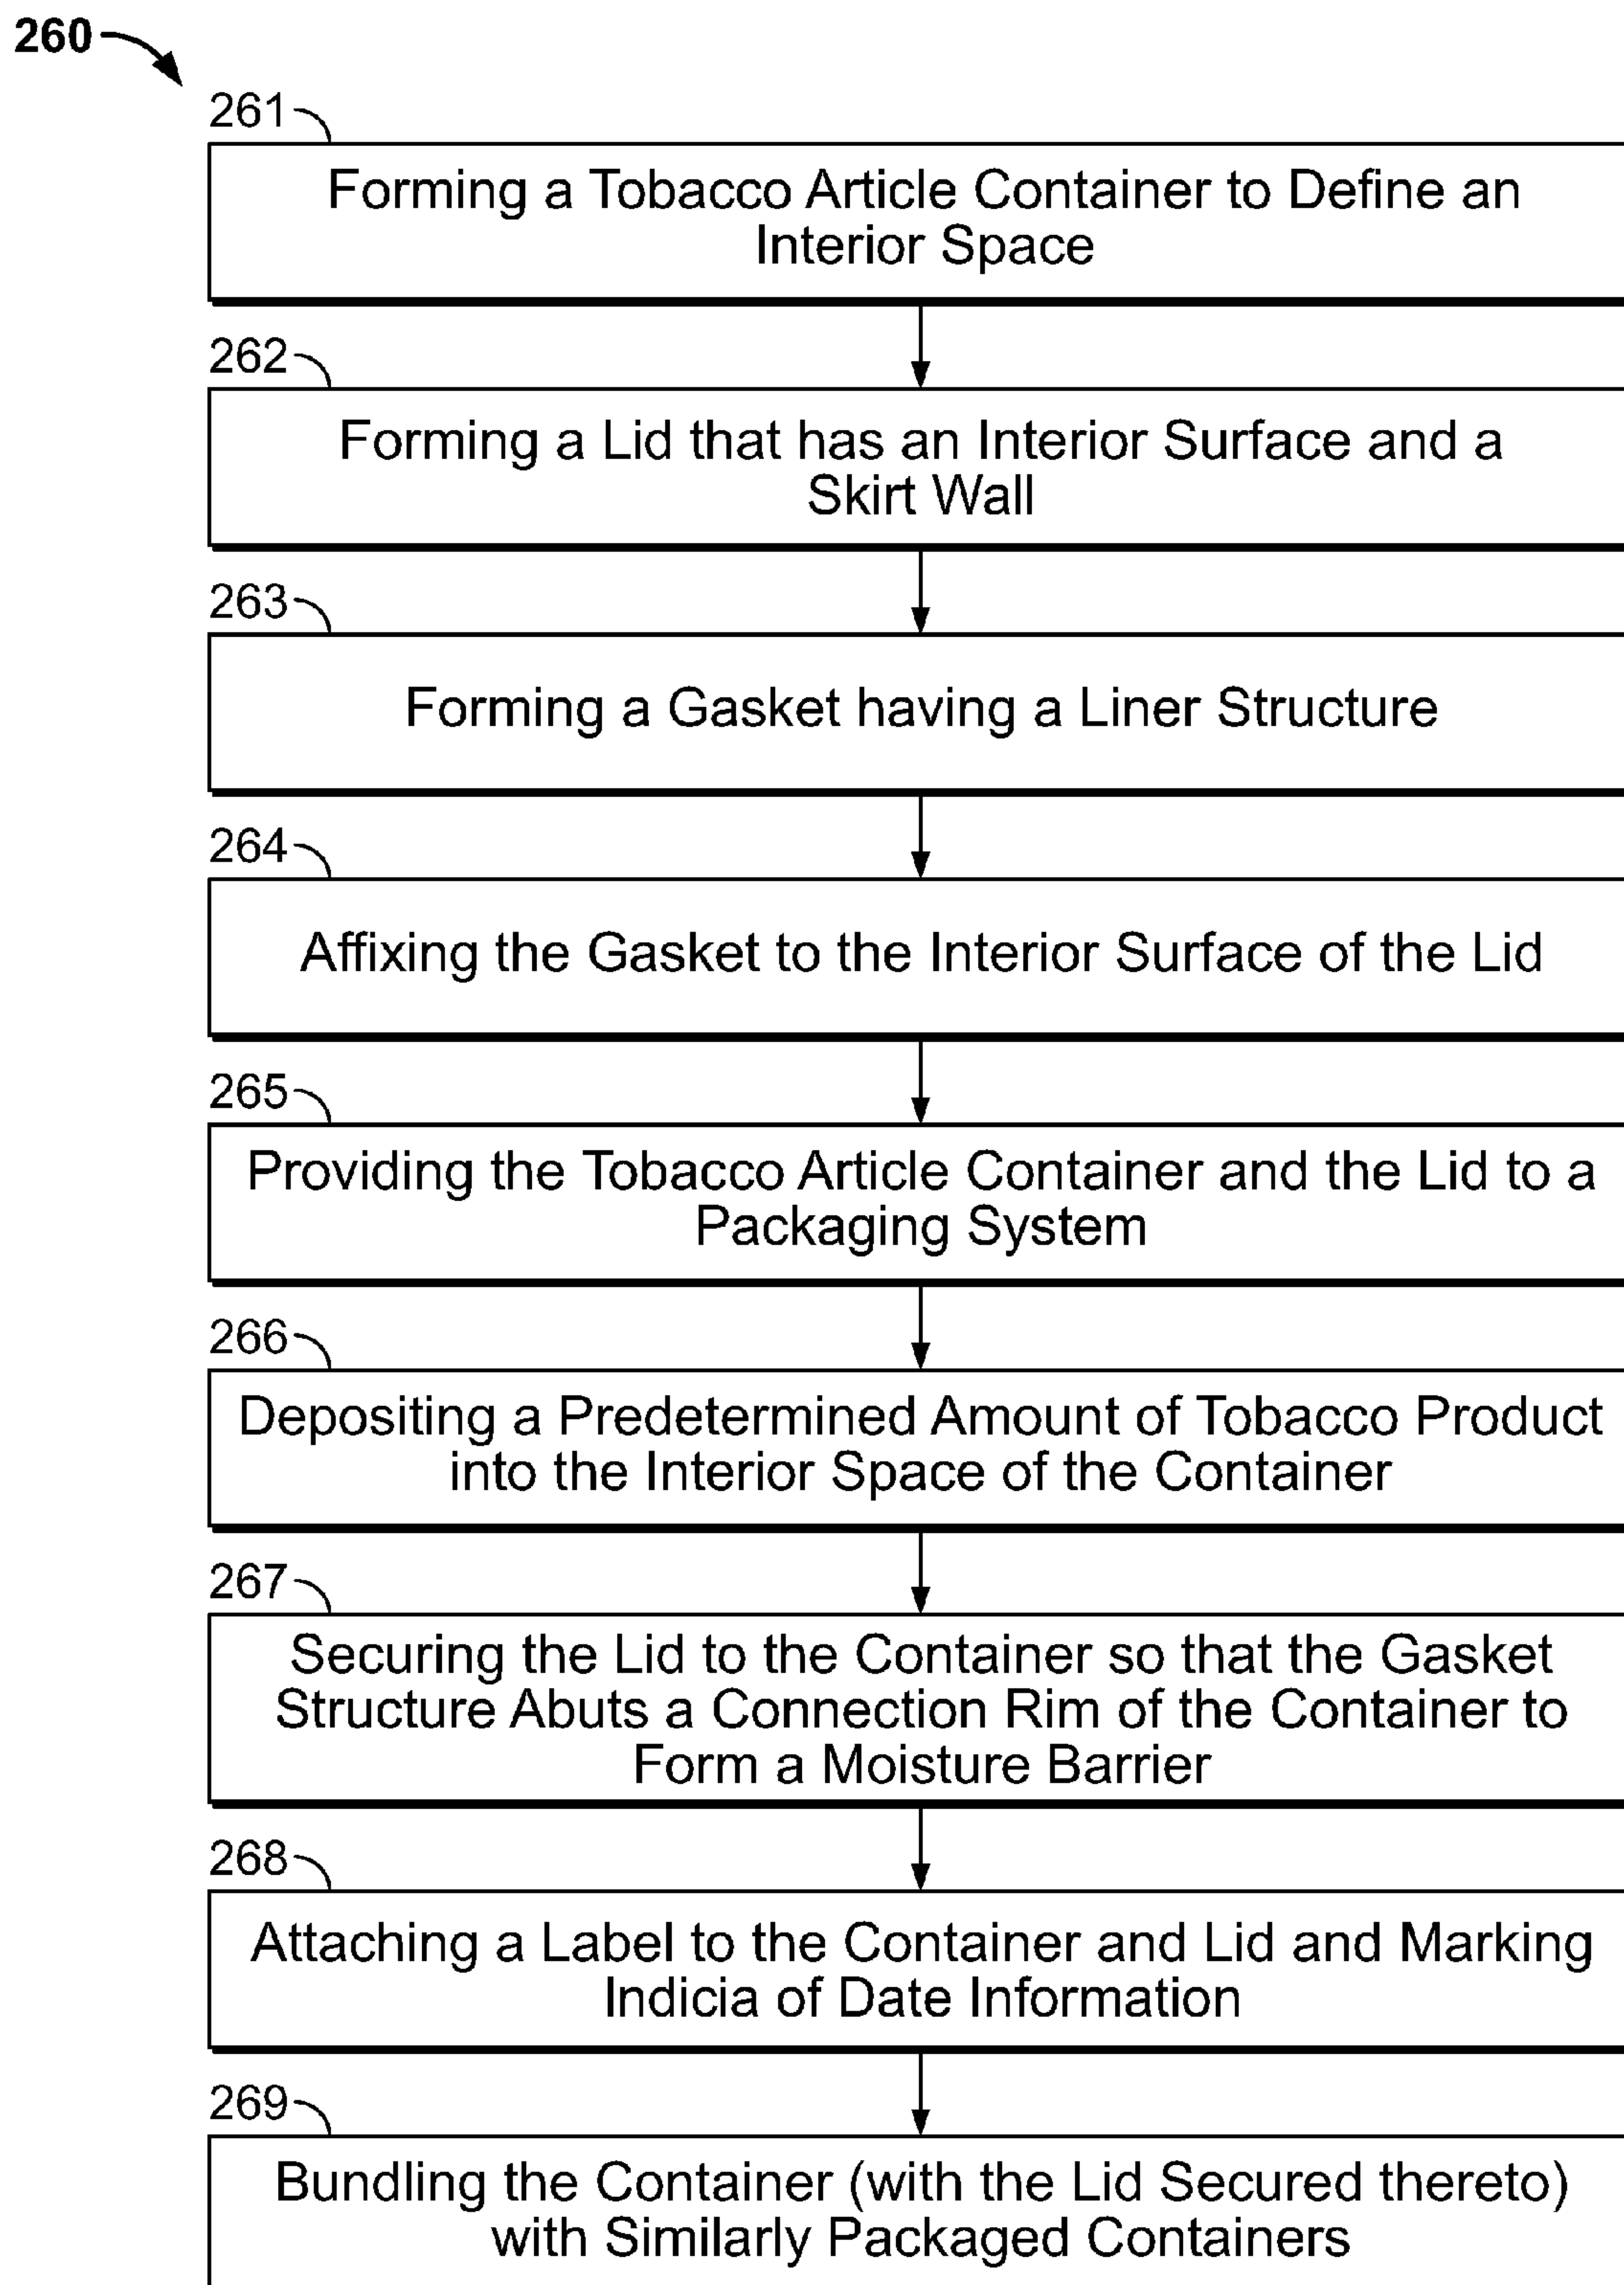 260
261
Forming a Tobacco Article Container to Define an
Interior Space
262
Forming a Lid that has an Interior Surface and a
Skirt Wall
263
Forming a Gasket having a Liner Structure
264
Affixing the Gasket to the Interior Surface of the Lid
265
Providing the Tobacco Article Container and the Lid to a
Packaging System
266
Depositing a Predetermined Amount of Tobacco Product
into the Interior Space of the Container
267
Securing the Lid to the Container so that the Gasket
Structure Abuts a Connection Rim of the Container to
Form a Moisture Barrier
268
Attaching a Label to the Container and Lid and Marking
Indicia of Date Information
269
Bundling the Container (with the Lid Secured thereto)
with Similarly Packaged Containers